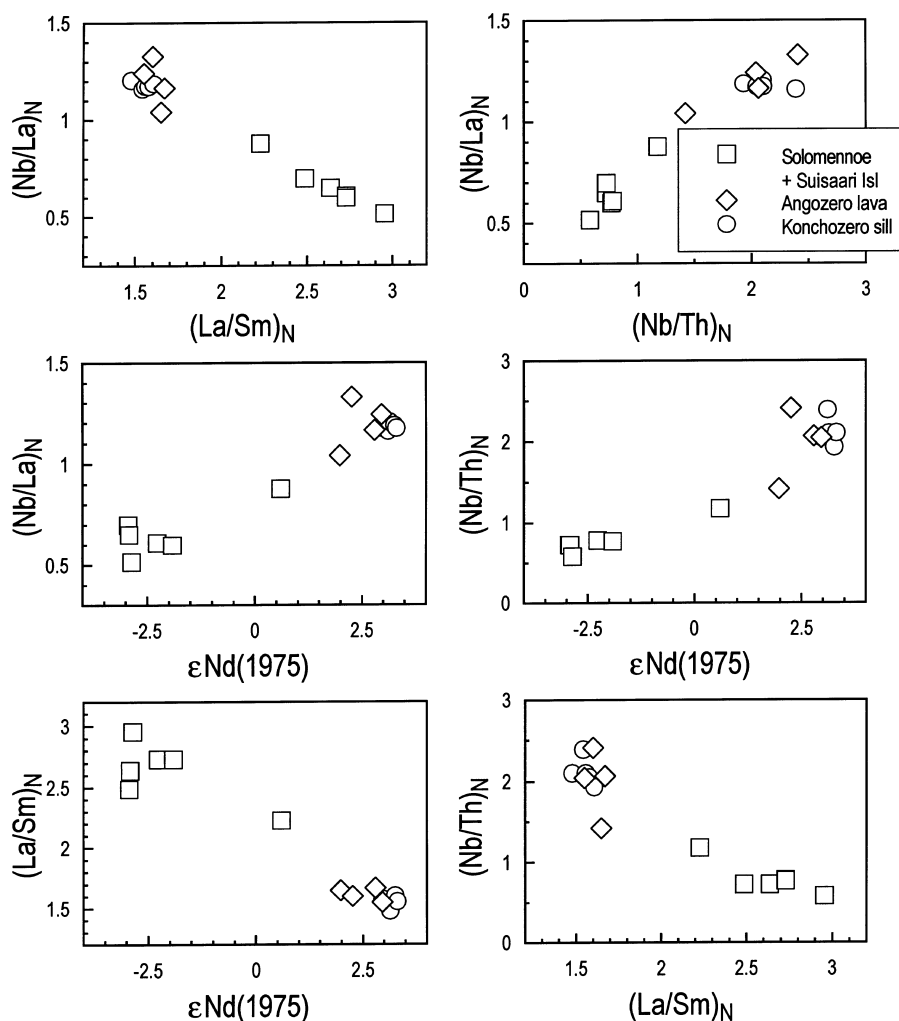 1.5
1
0.5
(Nb/La)N
1.5
2
2.5
3
(La/Sm)N
1.5
1
0.5
(Nb/La)N
0
1
2
3
(Nb/Th)N
Solomennoe
+ Suisaari Isl
Angozero lava
Konchozero sill
1.5
1
0.5
(Nb/La)N
-2.5
0
2.5
εNd(1975)
3
2
1
0
(Nb/Th)N
-2.5
0
2.5
εNd(1975)
3
2.5
2
1.5
(La/Sm)N
-2.5
0
2.5
εNd(1975)
3
2
1
0
(Nb/Th)N
1.5
2
2.5
3
(La/Sm)N